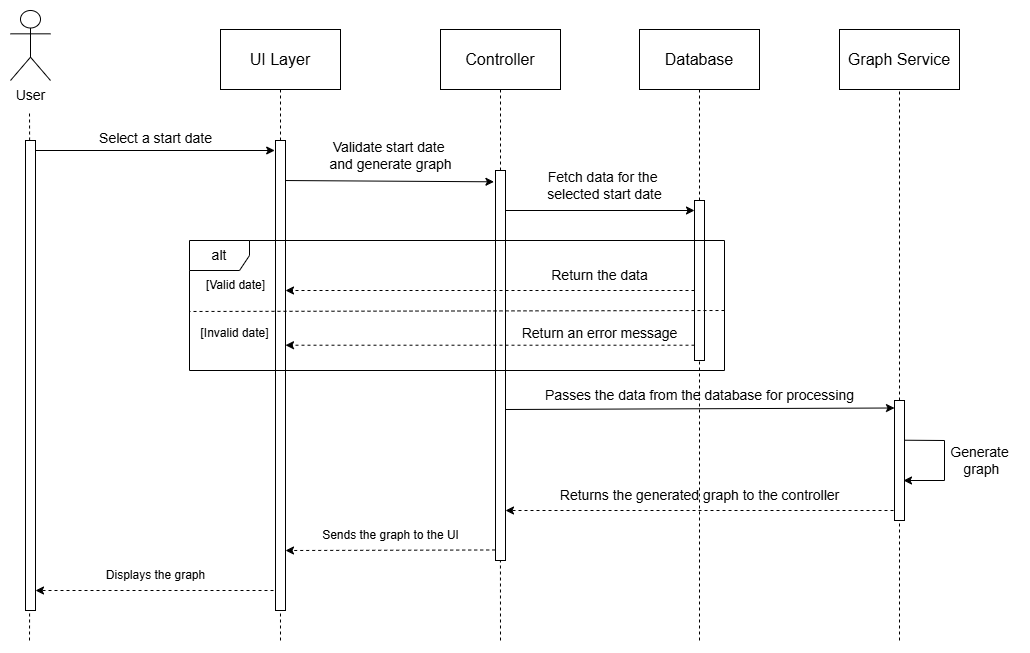 User
UI Layer
Controller
Database
Graph Service
Select a start date
Validate start date
and generate graph
Fetch data for the
selected start date
alt
Return the data
[Valid date]
Return an error message
[Invalid date]
Passes the data from the database for processing
Generate
graph
Returns the generated graph to the controller
Sends the graph to the UI
Displays the graph